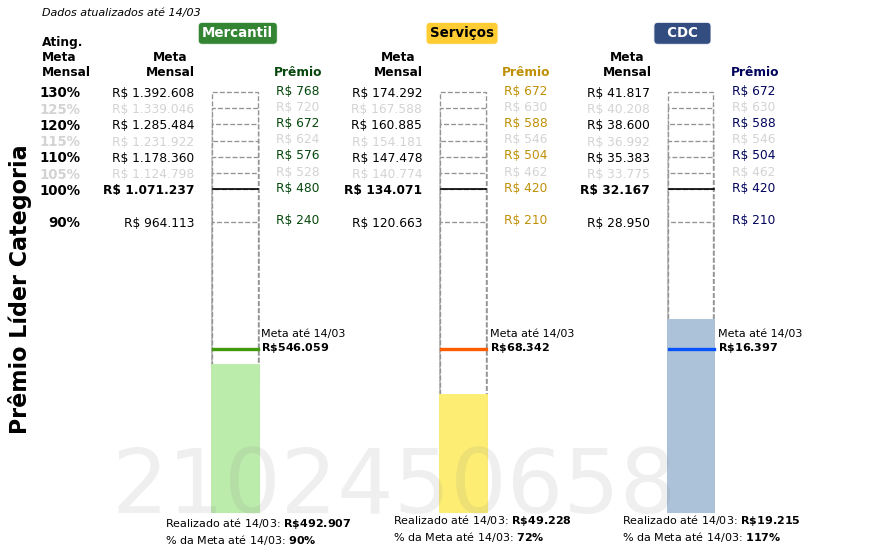 Dados atualizados até 14/03
Mercantil Serviços CDC
Ating. Meta Mensal
Meta Mensal Prêmio Meta Mensal Prêmio Meta Mensal Prêmio
130% R$ 1.392.608 R$ 768 R$ 174.292 R$ 672 R$ 41.817 R$ 672
125% R$ 1.339.046 R$ 720 R$ 167.588 R$ 630 R$ 40.208 R$ 630
120% R$ 1.285.484 R$ 672 R$ 160.885 R$ 588 R$ 38.600 R$ 588
115% R$ 1.231.922 R$ 624 R$ 154.181 R$ 546 R$ 36.992 R$ 546
110% R$ 1.178.360 R$ 576 R$ 147.478 R$ 504 R$ 35.383 R$ 504
105% R$ 1.124.798 R$ 528 R$ 140.774 R$ 462 R$ 33.775 R$ 462
100% R$ 1.071.237 R$ 480 R$ 134.071 R$ 420 R$ 32.167 R$ 420
90% R$ 964.113 R$ 240 R$ 120.663 R$ 210 R$ 28.950 R$ 210
Prêmio Líder Categoria
Meta até 14/03 Meta até 14/03 Meta até 14/03
R$546.059 R$68.342 R$16.397
2102450658
Realizado até 14/03: R$492.907 Realizado até 14/03: R$49.228 Realizado até 14/03: R$19.215
% da Meta até 14/03: 90% % da Meta até 14/03: 72% % da Meta até 14/03: 117%